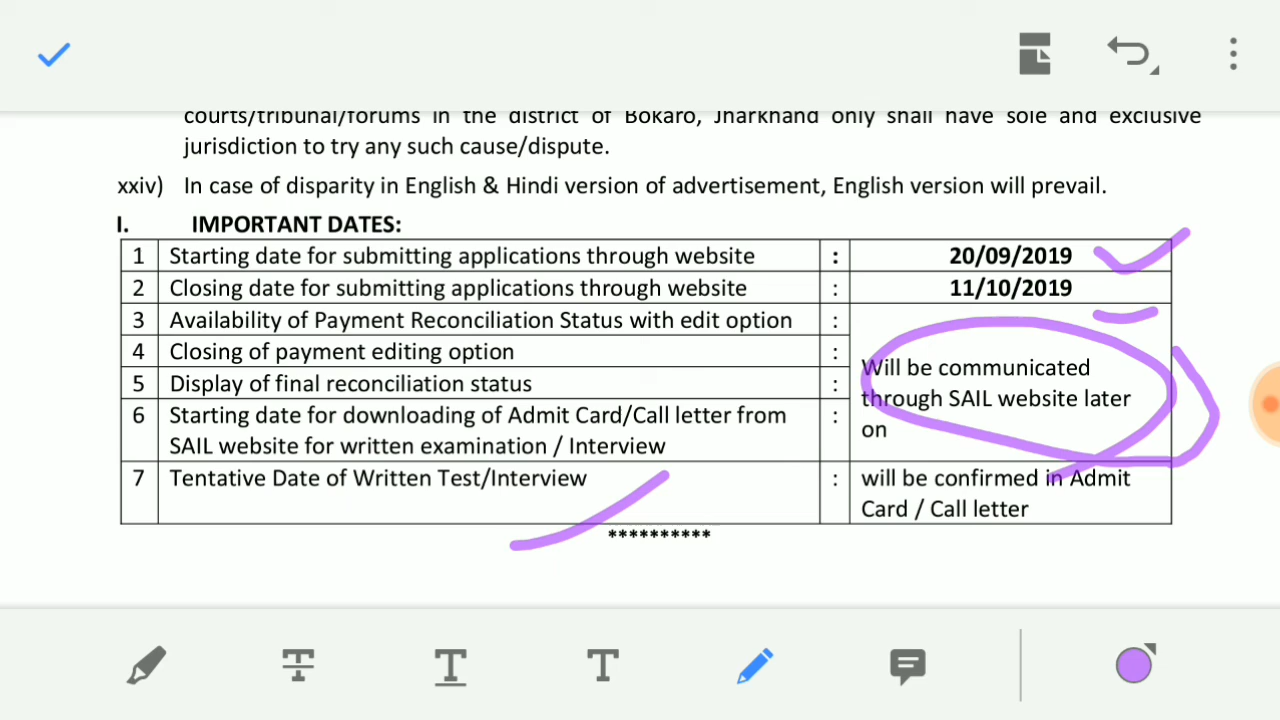 courts/tribunal/forums in the district of Bokaro, Jharkhand only shall have sole and exclusive
jurisdiction to try any such cause/dispute.
xxiv) In case of disparity in English & Hindi version of advertisement, English version will prevail.
I. IMPORTANT DATES:
1 Starting date for submitting applications through website : 20/09/2019
2 Closing date for submitting applications through website : 11/10/2019
3 Availability of Payment Reconciliation Status with edit option :
4 Closing of payment editing option :
5 Display of final reconciliation status :
6 Starting date for downloading of Admit Card/Call letter from :
SAIL website for written examination / Interview
Will be communicated
through SAIL website later
on
7 Tentative Date of Written Test/Interview : will be confirmed in Admit
Card / Call letter
**********